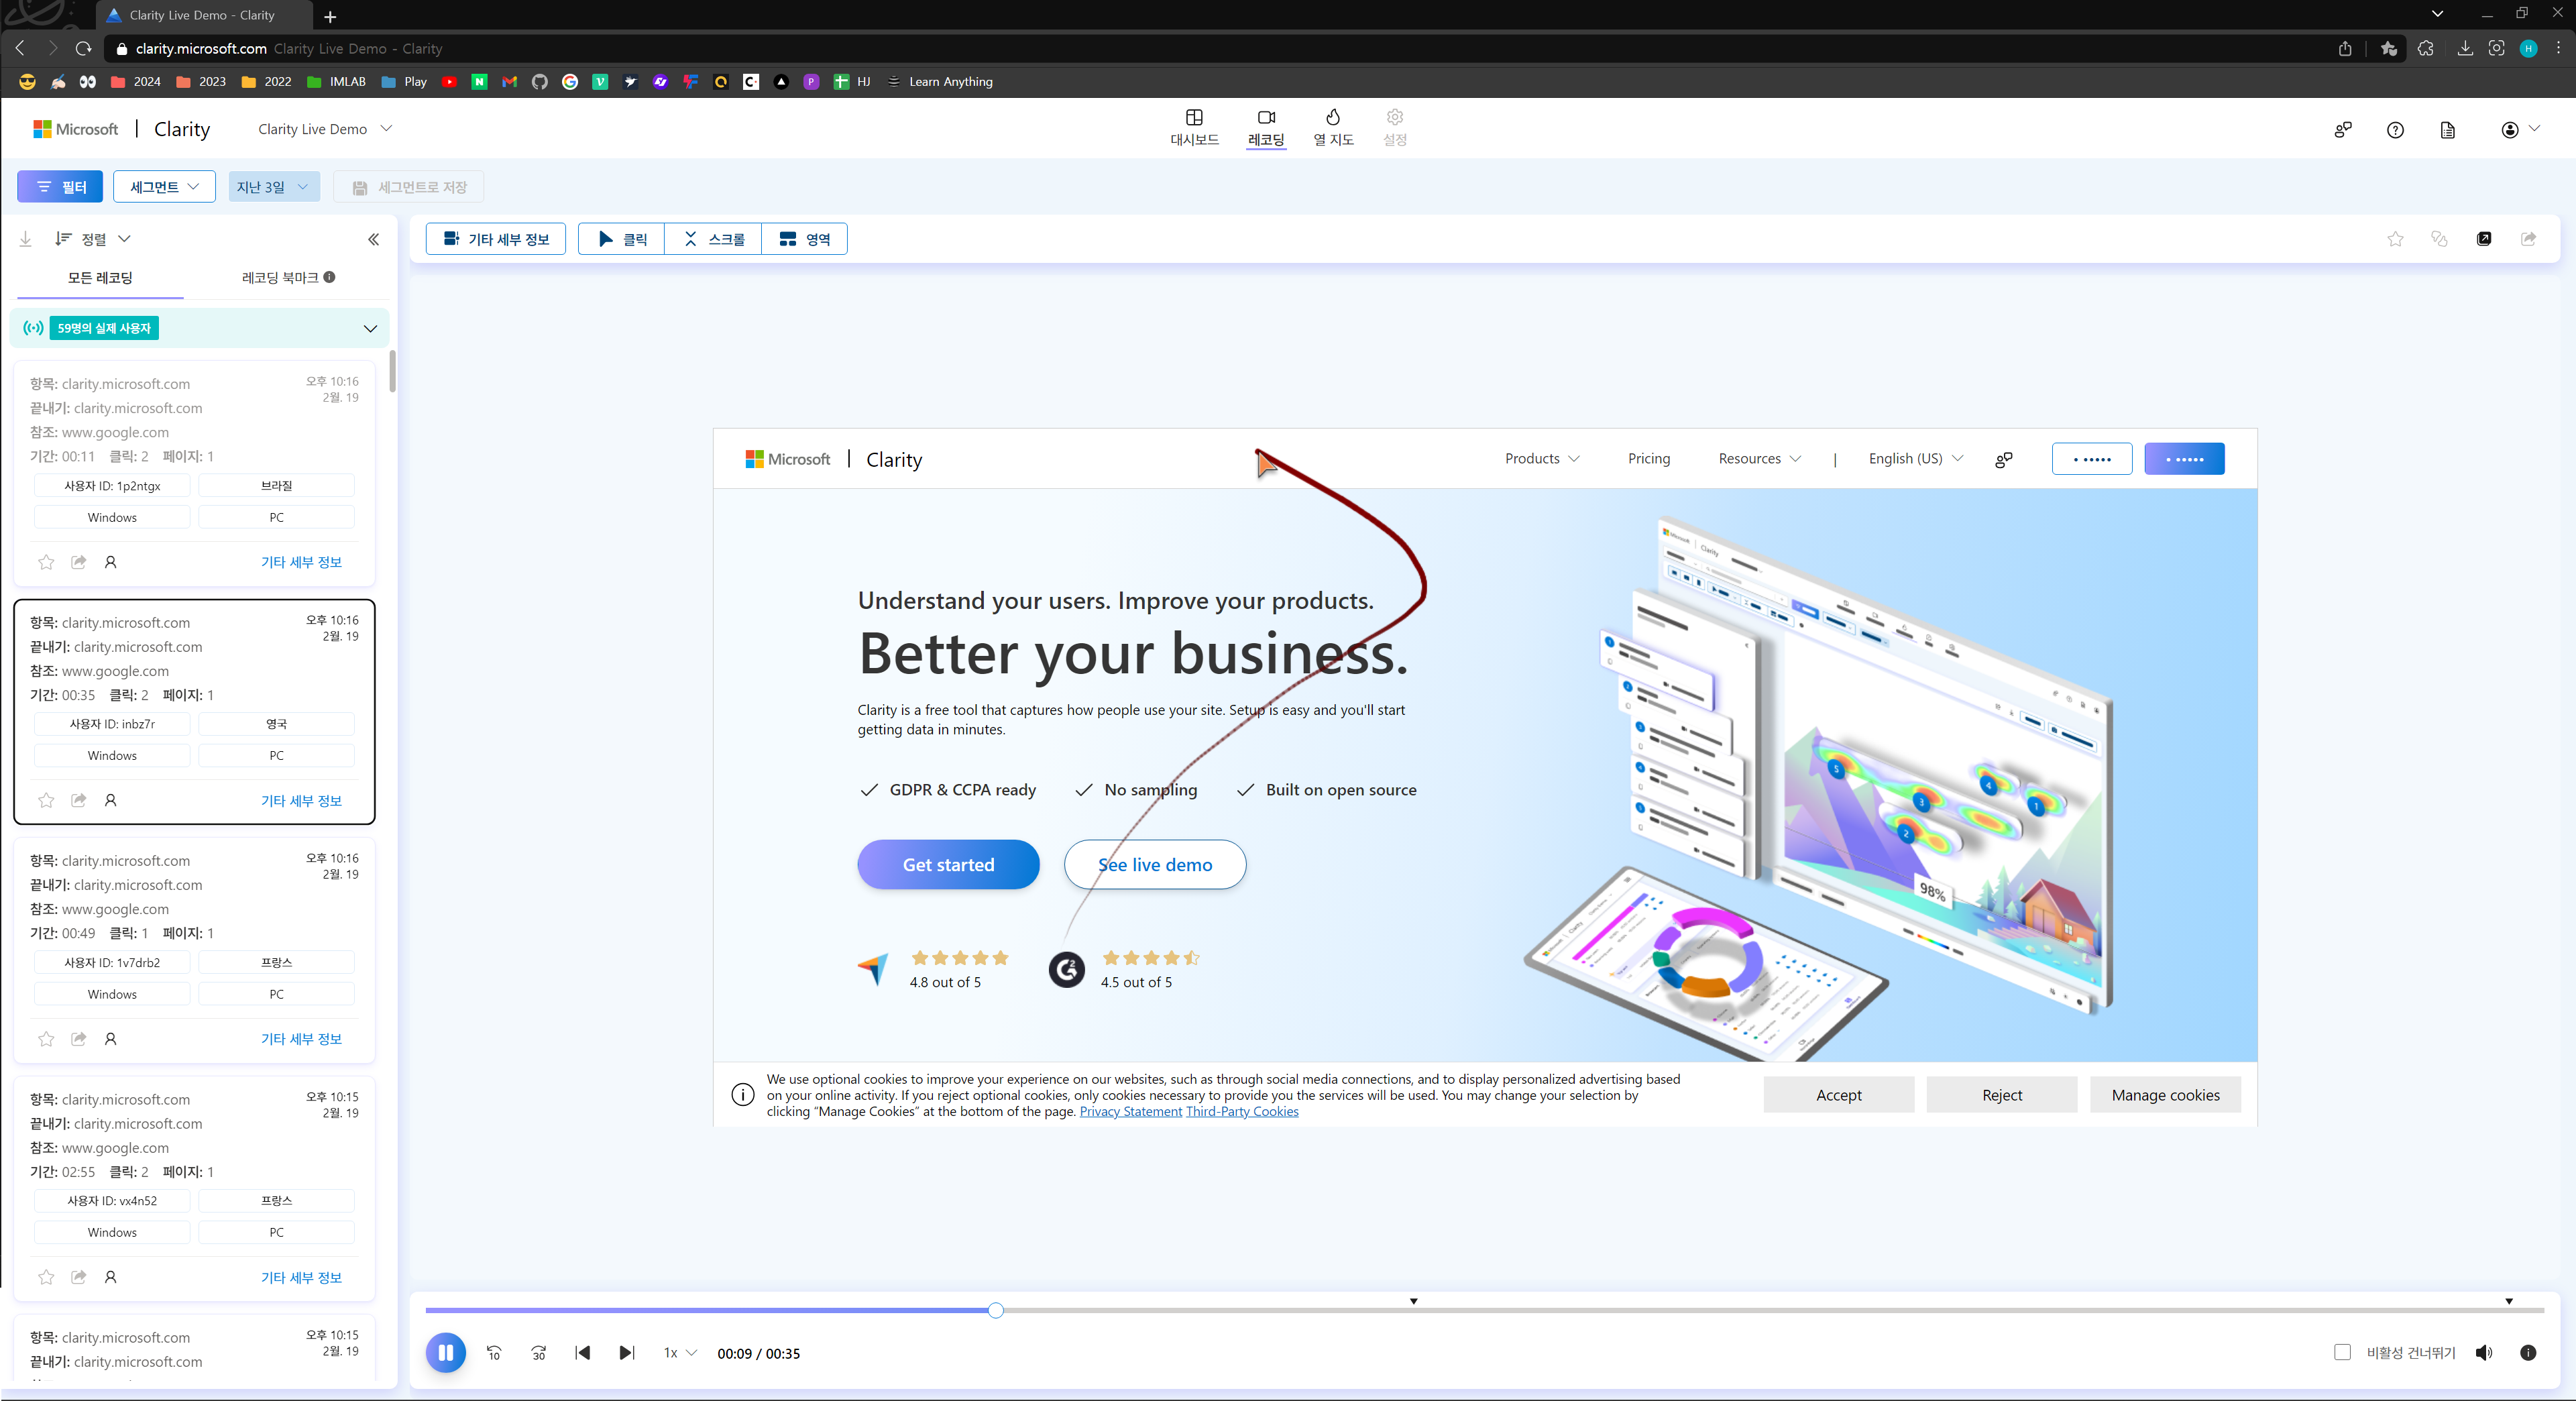 Clarity Live Demo - Clarity
clarity.microsoft.com Clarity Live Demo - Clarity
2024 2023 2022 IMLAB Play HJ Learn Anything
Microsoft | Clarity Clarity Live Demo
대시보드 레코딩 열 지도 설정
필터 세그먼트 지난 3일 세그먼트로 저장
정렬
모든 레코딩 레코딩 북마크
59명의 실제 사용자
항목: clarity.microsoft.com 오후 10:16
2월. 19
끝내기: clarity.microsoft.com
참조: www.google.com
기간: 00:11 클릭: 2 페이지: 1
사용자 ID: 1p2ntgx 브라질
Windows PC
기타 세부 정보
항목: clarity.microsoft.com 오후 10:16
2월. 19
끝내기: clarity.microsoft.com
참조: www.google.com
기간: 00:35 클릭: 2 페이지: 1
사용자 ID: inbz7r 영국
Windows PC
기타 세부 정보
항목: clarity.microsoft.com 오후 10:16
2월. 19
끝내기: clarity.microsoft.com
참조: www.google.com
기간: 00:49 클릭: 1 페이지: 1
사용자 ID: 1v7drb2 프랑스
Windows PC
기타 세부 정보
항목: clarity.microsoft.com 오후 10:15
2월. 19
끝내기: clarity.microsoft.com
참조: www.google.com
기간: 02:55 클릭: 2 페이지: 1
사용자 ID: vx4n52 프랑스
Windows PC
기타 세부 정보
항목: clarity.microsoft.com 오후 10:15
2월. 19
끝내기: clarity.microsoft.com
기타 세부 정보 클릭 스크롤 영역
Microsoft | Clarity Products Pricing Resources | English (US)
Understand your users. Improve your products.
Better your business.
Clarity is a free tool that captures how people use your site. Setup is easy and you'll start
getting data in minutes.
GDPR & CCPA ready No sampling Built on open source
Get started See live demo
4.8 out of 5 4.5 out of 5
98%
We use optional cookies to improve your experience on our websites, such as through social media connections, and to display personalized advertising based
on your online activity. If you reject optional cookies, only cookies necessary to provide you the services will be used. You may change your selection by
clicking “Manage Cookies” at the bottom of the page. Privacy Statement Third-Party Cookies
Accept Reject Manage cookies
10 30 1x 00:09 / 00:35 비활성 건너뛰기